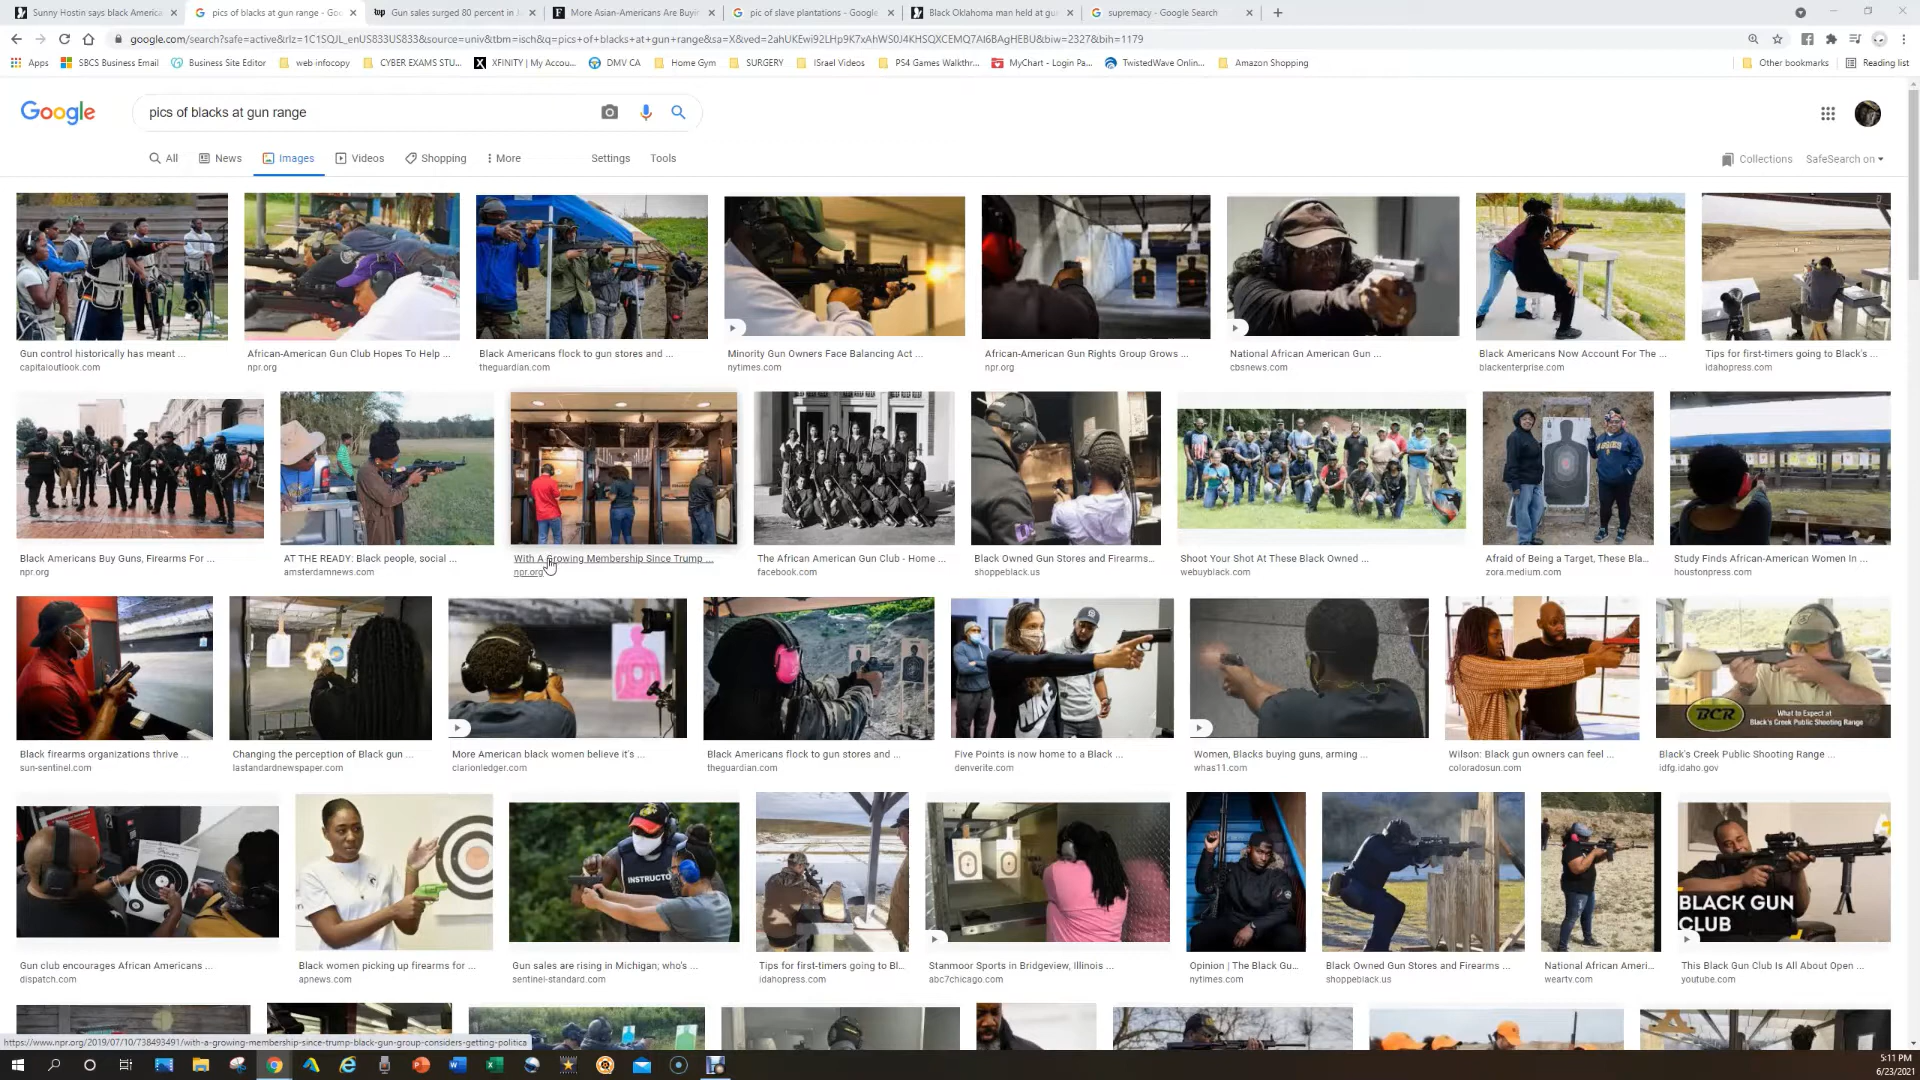 Sunny Hostin says black America
pics of blacks at gun range - Go
Gun sales surged 80 percent in J
More Asian-Americans Are Buyi
pic of slave plantations - Google
Black Oklahoma man held at gu
supremacy - Google Search
google.com/search?safe=active&rlz=1C1SQJL_enUS833US833&source=univ&tbm=isch&q=pics+of+blacks+at+gun+range&sa=X&ved=2ahUKEwi92LHp9K7xAhWS0J4KHSQXCEMQ7AI6BAgHEBU&biw=2327&bih=1179
Apps SBCS Business Email Business Site Editor web infocopy CYBER EXAMS STU... XFINITY | My Accou... DMV CA Home Gym SURGERY ISrael Videos PS4 Games Walkthr... MyChart - Login Pa... TwistedWave Onlin... Amazon Shopping Other bookmarks Reading list
Google
pics of blacks at gun range
All News Images Videos Shopping More Settings Tools Collections SafeSearch on
Gun control historically has meant ...
capitaloutlook.com
African-American Gun Club Hopes To Help ...
npr.org
Black Americans flock to gun stores and ...
theguardian.com
Minority Gun Owners Face Balancing Act ...
nytimes.com
African-American Gun Rights Group Grows ...
npr.org
National African American Gun ...
cbsnews.com
Black Americans Now Account For The ...
blackenterprise.com
Tips for first-timers going to Black's ...
idahopress.com
Black Americans Buy Guns, Firearms For ...
npr.org
AT THE READY: Black people, social ...
amsterdamnews.com
With A Growing Membership Since Trump ...
npr.org
The African American Gun Club - Home ...
facebook.com
Black Owned Gun Stores and Firearms...
shoppeblack.us
Shoot Your Shot At These Black Owned ...
webuyblack.com
AGGIES
Afraid of Being a Target, These Bla...
zora.medium.com
Study Finds African-American Women In ...
houstonpress.com
Black firearms organizations thrive ...
sun-sentinel.com
Changing the perception of Black gun ...
lastandardnewspaper.com
More American black women believe it's ...
clarionledger.com
Black Americans flock to gun stores and ...
theguardian.com
NIKE
Five Points is now home to a Black ...
denverite.com
Women, Blacks buying guns, arming ...
whas11.com
Wilson: Black gun owners can feel ...
coloradosun.com
BCR
What to Expect at
Black's Creek Public Shooting Range
Black's Creek Public Shooting Range ...
idfg.idaho.gov
Gun club encourages African Americans ...
dispatch.com
Black women picking up firearms for ...
apnews.com
INSTRUCTO
Gun sales are rising in Michigan; who's ...
sentinel-standard.com
Tips for first-timers going to Bl...
idahopress.com
Stanmoor Sports in Bridgeview, Illinois ...
abc7chicago.com
Opinion | The Black Gu...
nytimes.com
Black Owned Gun Stores and Firearms ...
shoppeblack.us
National African Ameri...
weartv.com
BLACK GUN
CLUB
This Black Gun Club Is All About Open ...
youtube.com
https://www.npr.org/2019/07/10/738493491/with-a-growing-membership-since-trump-black-gun-group-considers-getting-politica
5:11 PM
6/23/2021